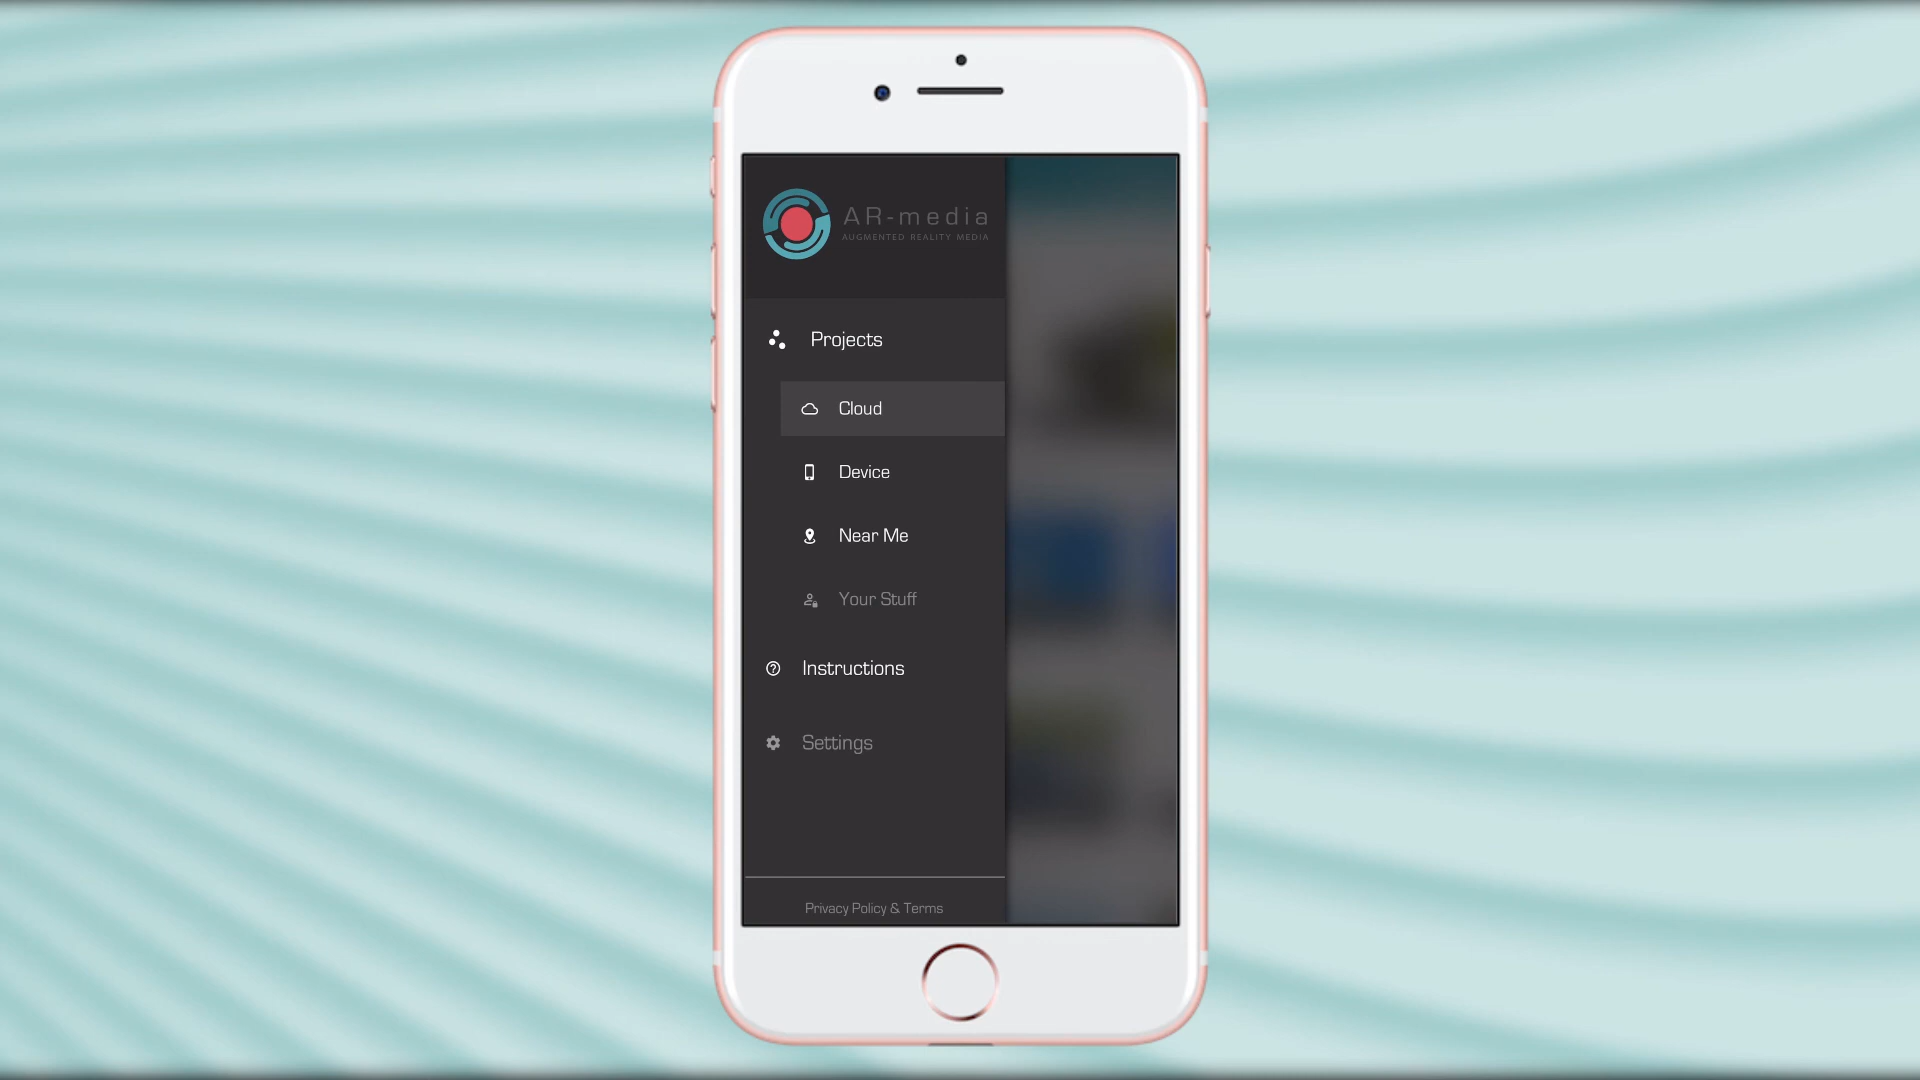 AR-media
AUGMENTED REALITY MEDIA
Projects
Cloud
Device
Near Me
Your Stuff
Instructions
Settings
Privacy Policy & Terms